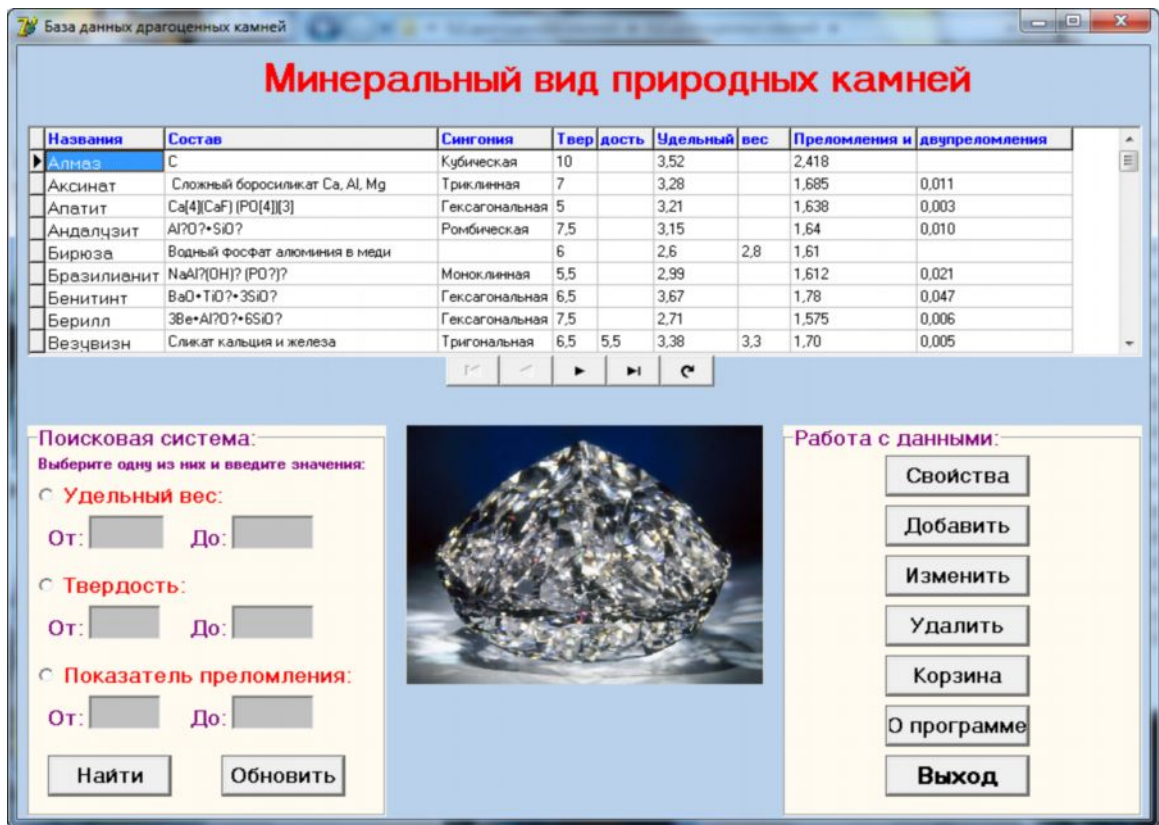 База данных драгоценных камней
Минеральный вид природных камней
Названия Состав Сингония Твер дость Удельный вес Преломления и двупреломления
Алмаз C Кубическая 10 3,52 2,418
Аксинат Сложный боросиликат Ca, Al, Mg Триклинная 7 3,28 1,685 0,011
Апатит Ca[4](CaF) (PO[4])[3] Гексагональная 5 3,21 1,638 0,003
Андалузит Al?O?•SiO? Ромбическая 7,5 3,15 1,64 0,010
Бирюза Водный фосфат алюминия в меди 6 2,6 2,8 1,61
Бразилианит NaAl?(OH)? (PO?)? Моноклинная 5,5 2,99 1,612 0,021
Бенитинт BaO•TiO?•3SiO? Гексагональная 6,5 3,67 1,78 0,047
Берилл 3Be•Al?O?•6SiO? Гексагональная 7,5 2,71 1,575 0,006
Везувизн Сликат кальция и железа Тригональная 6,5 5,5 3,38 3,3 1,70 0,005
Поисковая система:
Выберите одну из них и введите значения:
Удельный вес:
От: До:
Твердость:
От: До:
Показатель преломления:
От: До:
Найти Обновить
Работа с данными:
Свойства
Добавить
Изменить
Удалить
Корзина
О программе
Выход